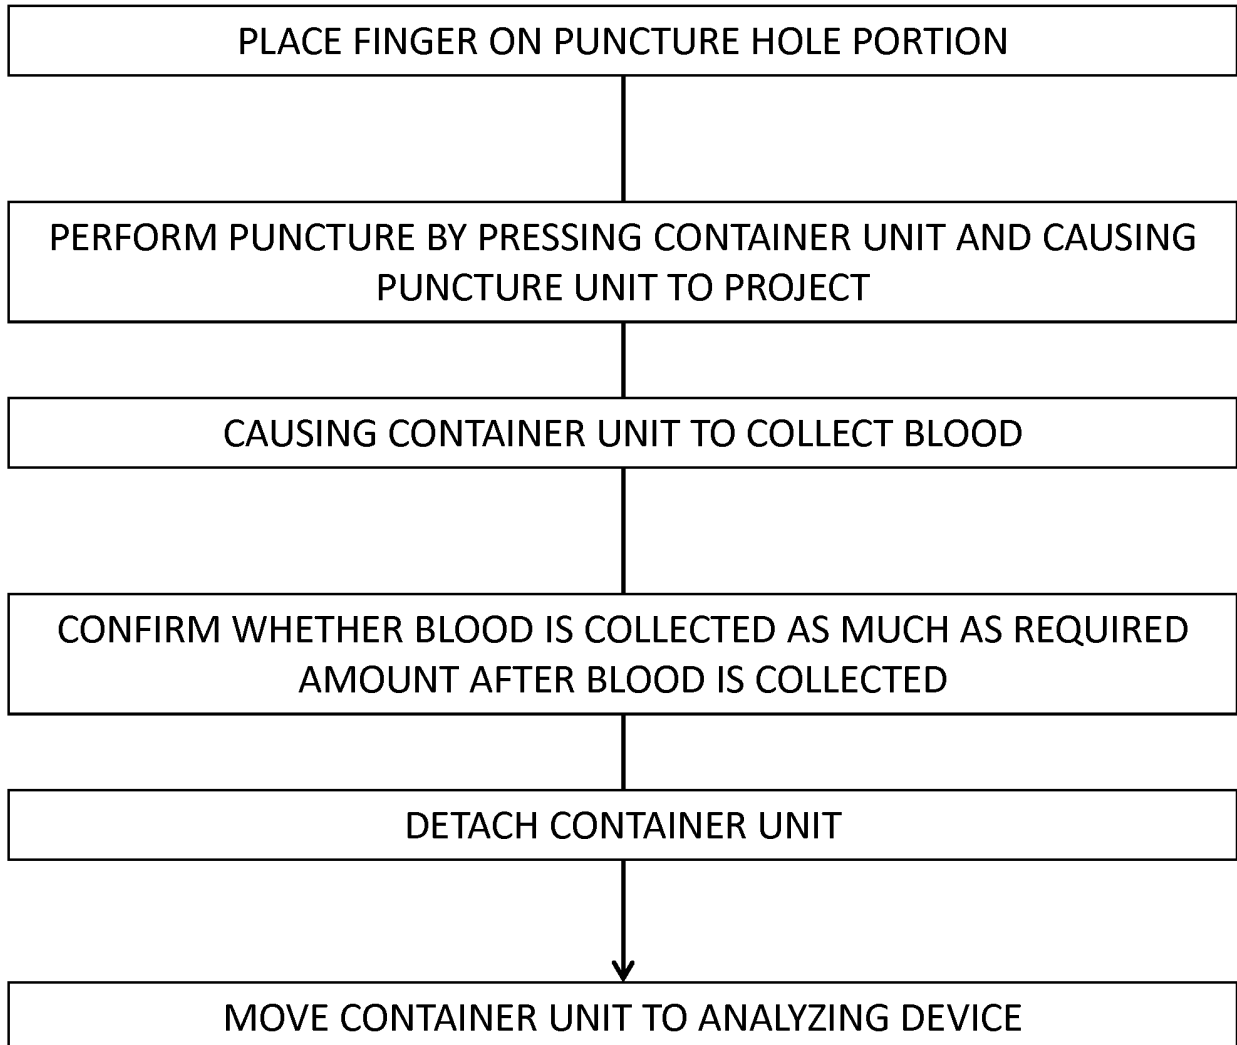 PLACE FINGER ON PUNCTURE HOLE PORTION
PERFORM PUNCTURE BY PRESSING CONTAINER UNIT AND CAUSING
PUNCTURE UNIT TO PROJECT
CAUSING CONTAINER UNIT TO COLLECT BLOOD
CONFIRM WHETHER BLOOD IS COLLECTED AS MUCH AS REQUIRED
AMOUNT AFTER BLOOD IS COLLECTED
DETACH CONTAINER UNIT
MOVE CONTAINER UNIT TO ANALYZING DEVICE